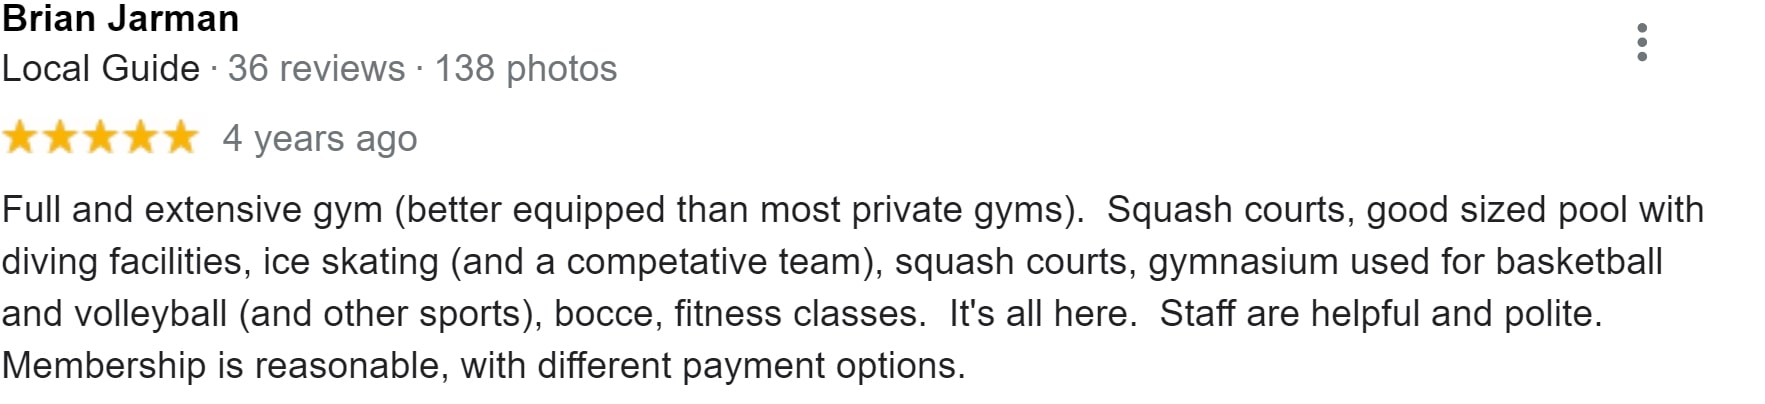 Brian Jarman
Local Guide · 36 reviews · 138 photos
4 years ago
Full and extensive gym (better equipped than most private gyms).  Squash courts, good sized pool with
diving facilities, ice skating (and a competative team), squash courts, gymnasium used for basketball
and volleyball (and other sports), bocce, fitness classes.  It's all here.  Staff are helpful and polite.
Membership is reasonable, with different payment options.